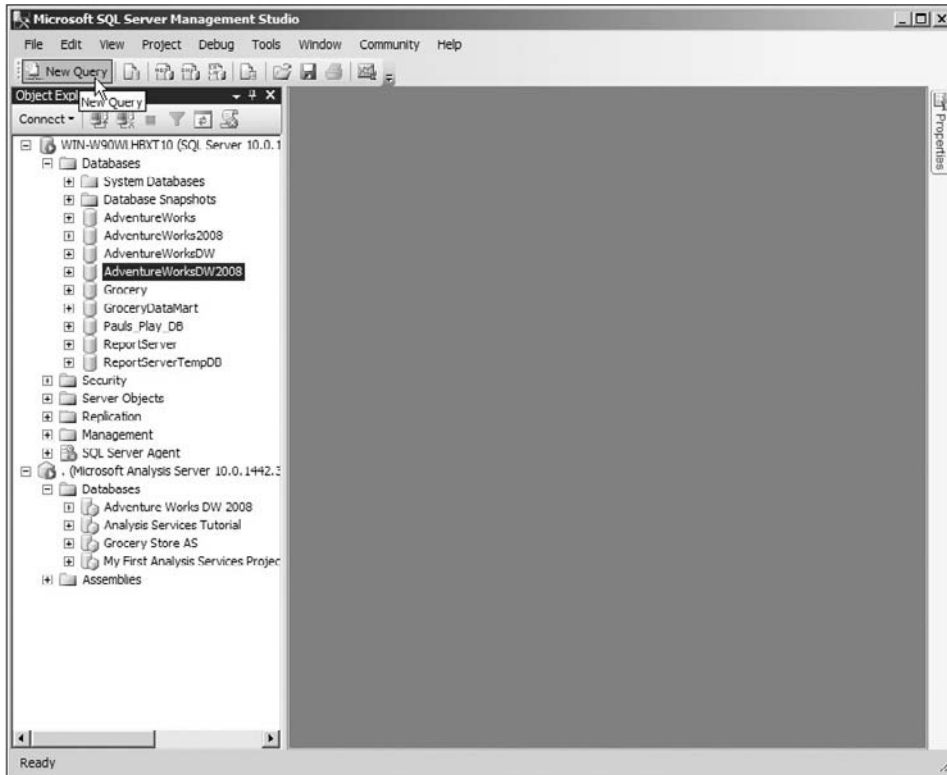 Microsoft SQL Server Management Studio
File Edit View Project Debug Tools Window Community Help
New Query
Object Expl
New Query
Connect
WIN-W90WLHBXT10 (SQL Server 10.0.1
Databases
System Databases
Database Snapshots
AdventureWorks
AdventureWorks2008
AdventureWorksDW
AdventureWorksDW2008
Grocery
GroceryDataMart
Pauls_Play_DB
ReportServer
ReportServerTempDB
Security
Server Objects
Replication
Management
SQL Server Agent
. (Microsoft Analysis Server 10.0.1442.3
Databases
Adventure Works DW 2008
Analysis Services Tutorial
Grocery Store AS
My First Analysis Services Projec
Assemblies
Properties
Ready